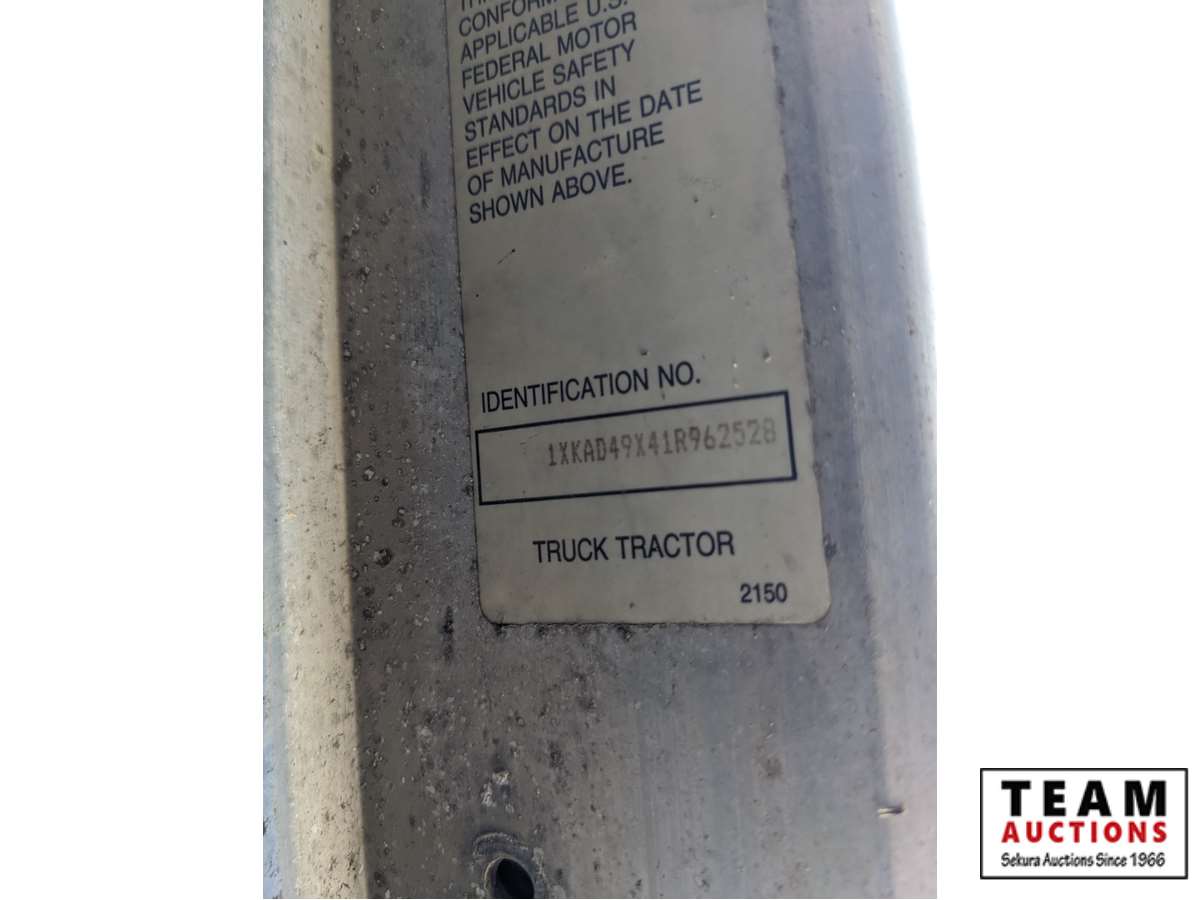 CONFORM
APPLICABLE U.S.
FEDERAL MOTOR
VEHICLE SAFETY
STANDARDS IN
EFFECT ON THE DATE
OF MANUFACTURE
SHOWN ABOVE.
IDENTIFICATION NO.
1XKAD49X41R962528
TRUCK TRACTOR
2150
TEAM
AUCTIONS
Sekura Auctions Since 1966